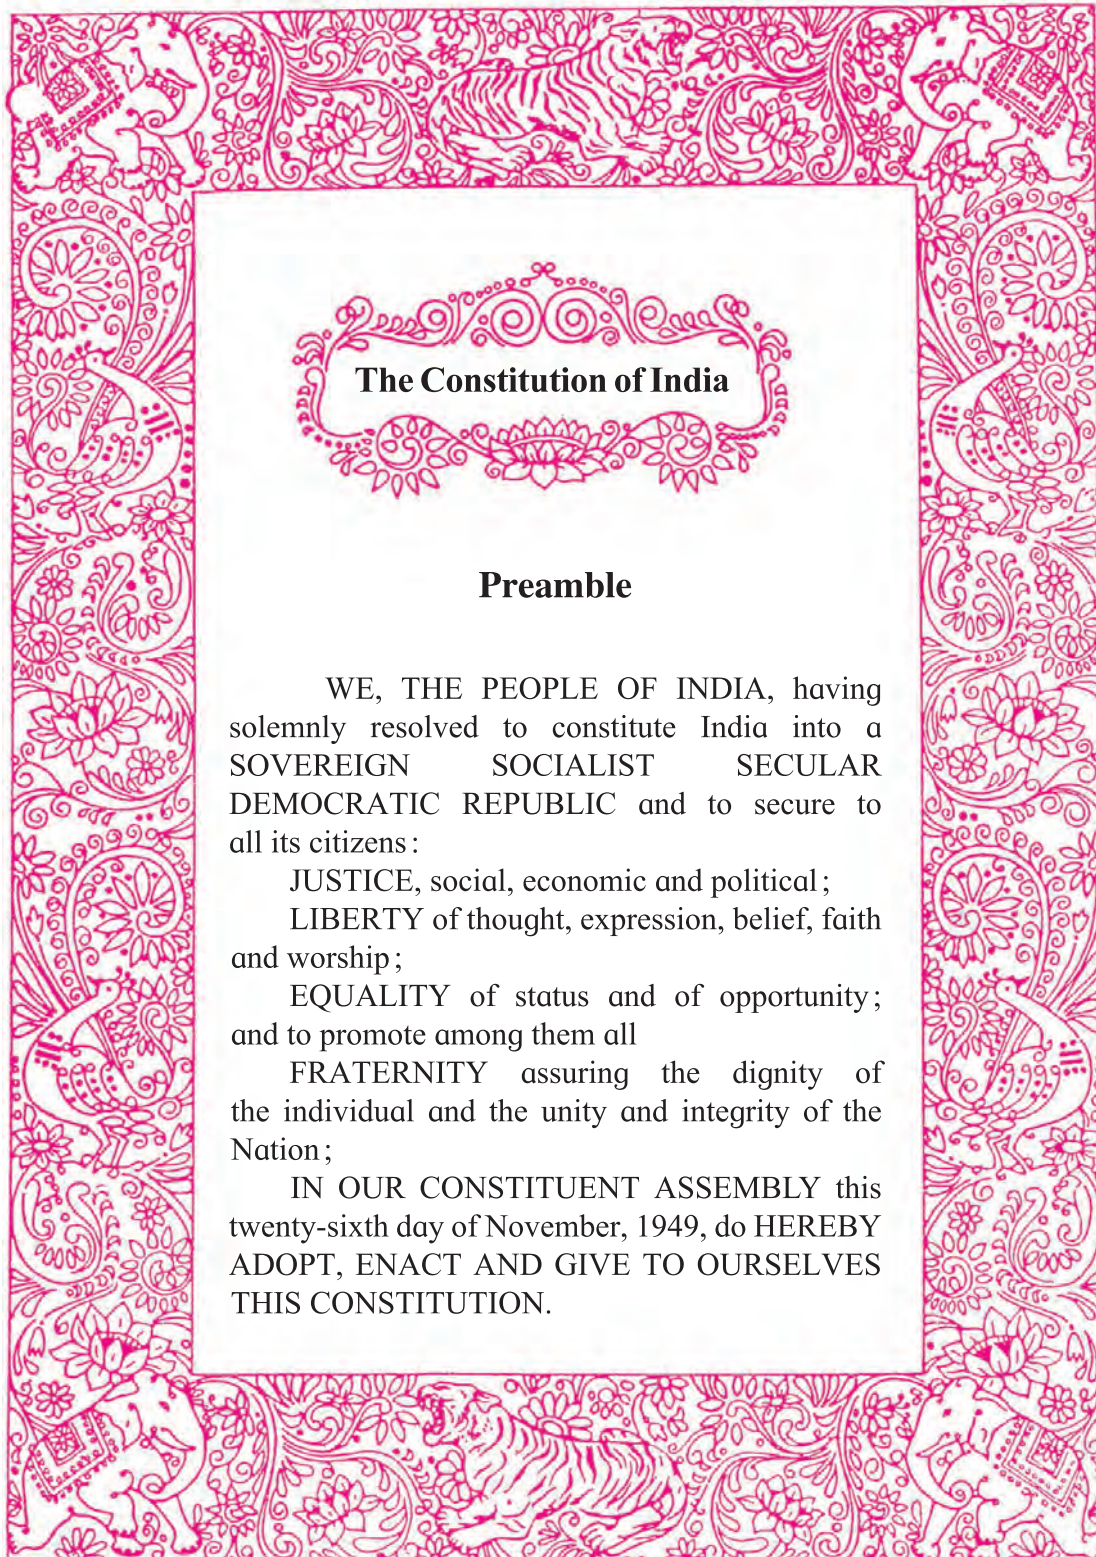 The Constitution of India
Preamble
WE, THE PEOPLE OF INDIA, having
solemnly resolved to constitute India into a
SOVEREIGN SOCIALIST SECULAR
DEMOCRATIC REPUBLIC and to secure to
all its citizens :
JUSTICE, social, economic and political ;
LIBERTY of thought, expression, belief, faith
and worship ;
EQUALITY of status and of opportunity ;
and to promote among them all
FRATERNITY assuring the dignity of
the individual and the unity and integrity of the
Nation ;
IN OUR CONSTITUENT ASSEMBLY this
twenty-sixth day of November, 1949, do HEREBY
ADOPT, ENACT AND GIVE TO OURSELVES
THIS CONSTITUTION.